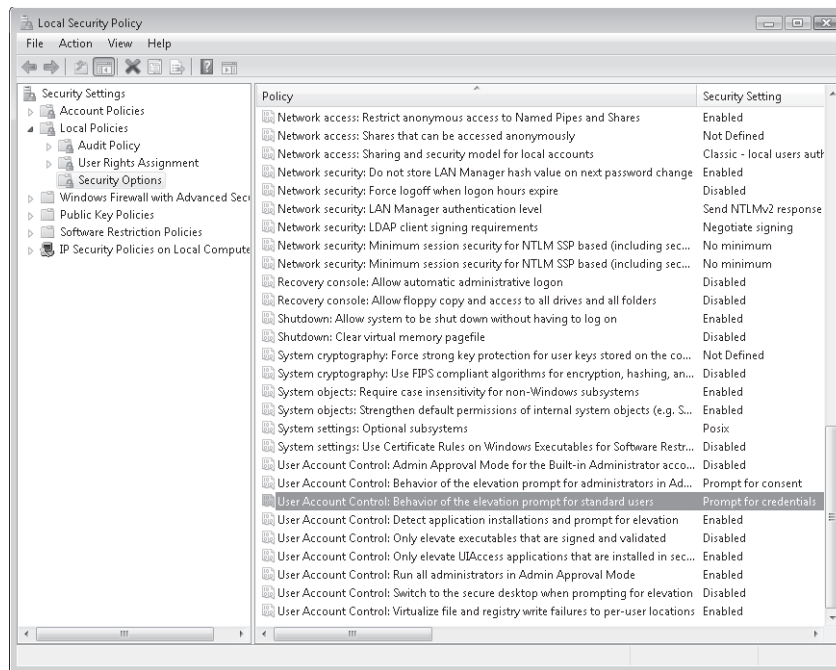 Local Security Policy
File Action View Help
Security Settings
Account Policies
Local Policies
Audit Policy
User Rights Assignment
Security Options
Windows Firewall with Advanced Secu
Public Key Policies
Software Restriction Policies
IP Security Policies on Local Compute
Policy Security Setting
Network access: Restrict anonymous access to Named Pipes and Shares Enabled
Network access: Shares that can be accessed anonymously Not Defined
Network access: Sharing and security model for local accounts Classic - local users auth
Network security: Do not store LAN Manager hash value on next password change Enabled
Network security: Force logoff when logon hours expire Disabled
Network security: LAN Manager authentication level Send NTLMv2 response
Network security: LDAP client signing requirements Negotiate signing
Network security: Minimum session security for NTLM SSP based (including sec... No minimum
Network security: Minimum session security for NTLM SSP based (including sec... No minimum
Recovery console: Allow automatic administrative logon Disabled
Recovery console: Allow floppy copy and access to all drives and all folders Disabled
Shutdown: Allow system to be shut down without having to log on Enabled
Shutdown: Clear virtual memory pagefile Disabled
System cryptography: Force strong key protection for user keys stored on the co... Not Defined
System cryptography: Use FIPS compliant algorithms for encryption, hashing, an... Disabled
System objects: Require case insensitivity for non-Windows subsystems Enabled
System objects: Strengthen default permissions of internal system objects (e.g. S... Enabled
System settings: Optional subsystems Posix
System settings: Use Certificate Rules on Windows Executables for Software Restr... Disabled
User Account Control: Admin Approval Mode for the Built-in Administrator acco... Disabled
User Account Control: Behavior of the elevation prompt for administrators in Ad... Prompt for consent
User Account Control: Behavior of the elevation prompt for standard users Prompt for credentials
User Account Control: Detect application installations and prompt for elevation Enabled
User Account Control: Only elevate executables that are signed and validated Disabled
User Account Control: Only elevate UIAccess applications that are installed in sec... Enabled
User Account Control: Run all administrators in Admin Approval Mode Enabled
User Account Control: Switch to the secure desktop when prompting for elevation Disabled
User Account Control: Virtualize file and registry write failures to per-user locations Enabled